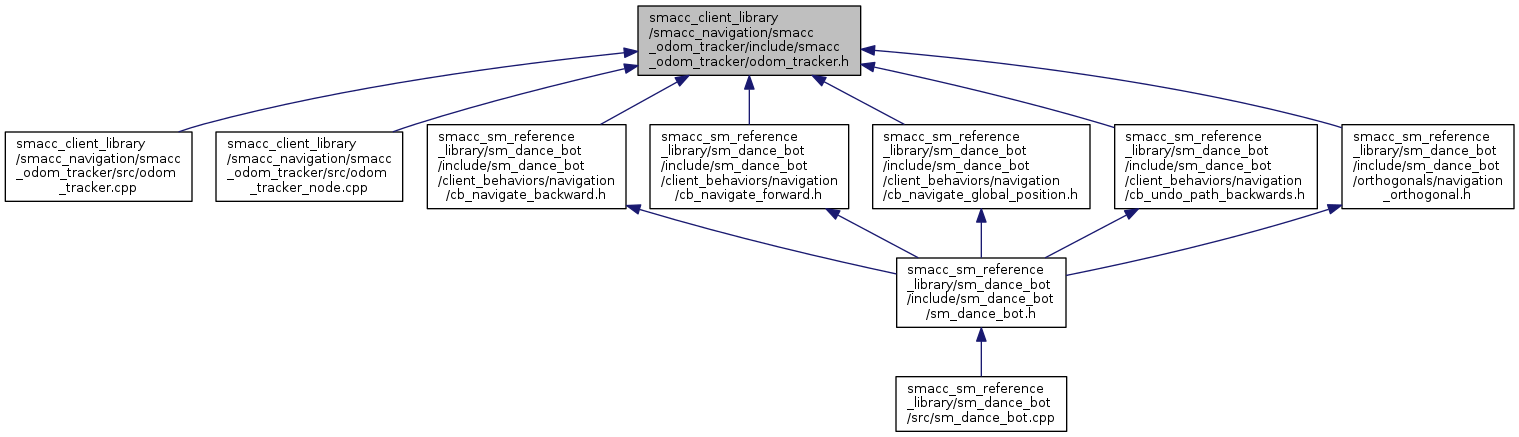 smacc_client_library
/smacc_navigation/smacc
_odom_tracker/include/smacc
_odom_tracker/odom_tracker.h
smacc_client_library
/smacc_navigation/smacc
_odom_tracker/src/odom
_tracker.cpp
smacc_client_library
/smacc_navigation/smacc
_odom_tracker/src/odom
_tracker_node.cpp
smacc_sm_reference
_library/sm_dance_bot
/include/sm_dance_bot
/client_behaviors/navigation
/cb_navigate_backward.h
smacc_sm_reference
_library/sm_dance_bot
/include/sm_dance_bot
/client_behaviors/navigation
/cb_navigate_forward.h
smacc_sm_reference
_library/sm_dance_bot
/include/sm_dance_bot
/client_behaviors/navigation
/cb_navigate_global_position.h
smacc_sm_reference
_library/sm_dance_bot
/include/sm_dance_bot
/client_behaviors/navigation
/cb_undo_path_backwards.h
smacc_sm_reference
_library/sm_dance_bot
/include/sm_dance_bot
/orthogonals/navigation
_orthogonal.h
smacc_sm_reference
_library/sm_dance_bot
/include/sm_dance_bot
/sm_dance_bot.h
smacc_sm_reference
_library/sm_dance_bot
/src/sm_dance_bot.cpp